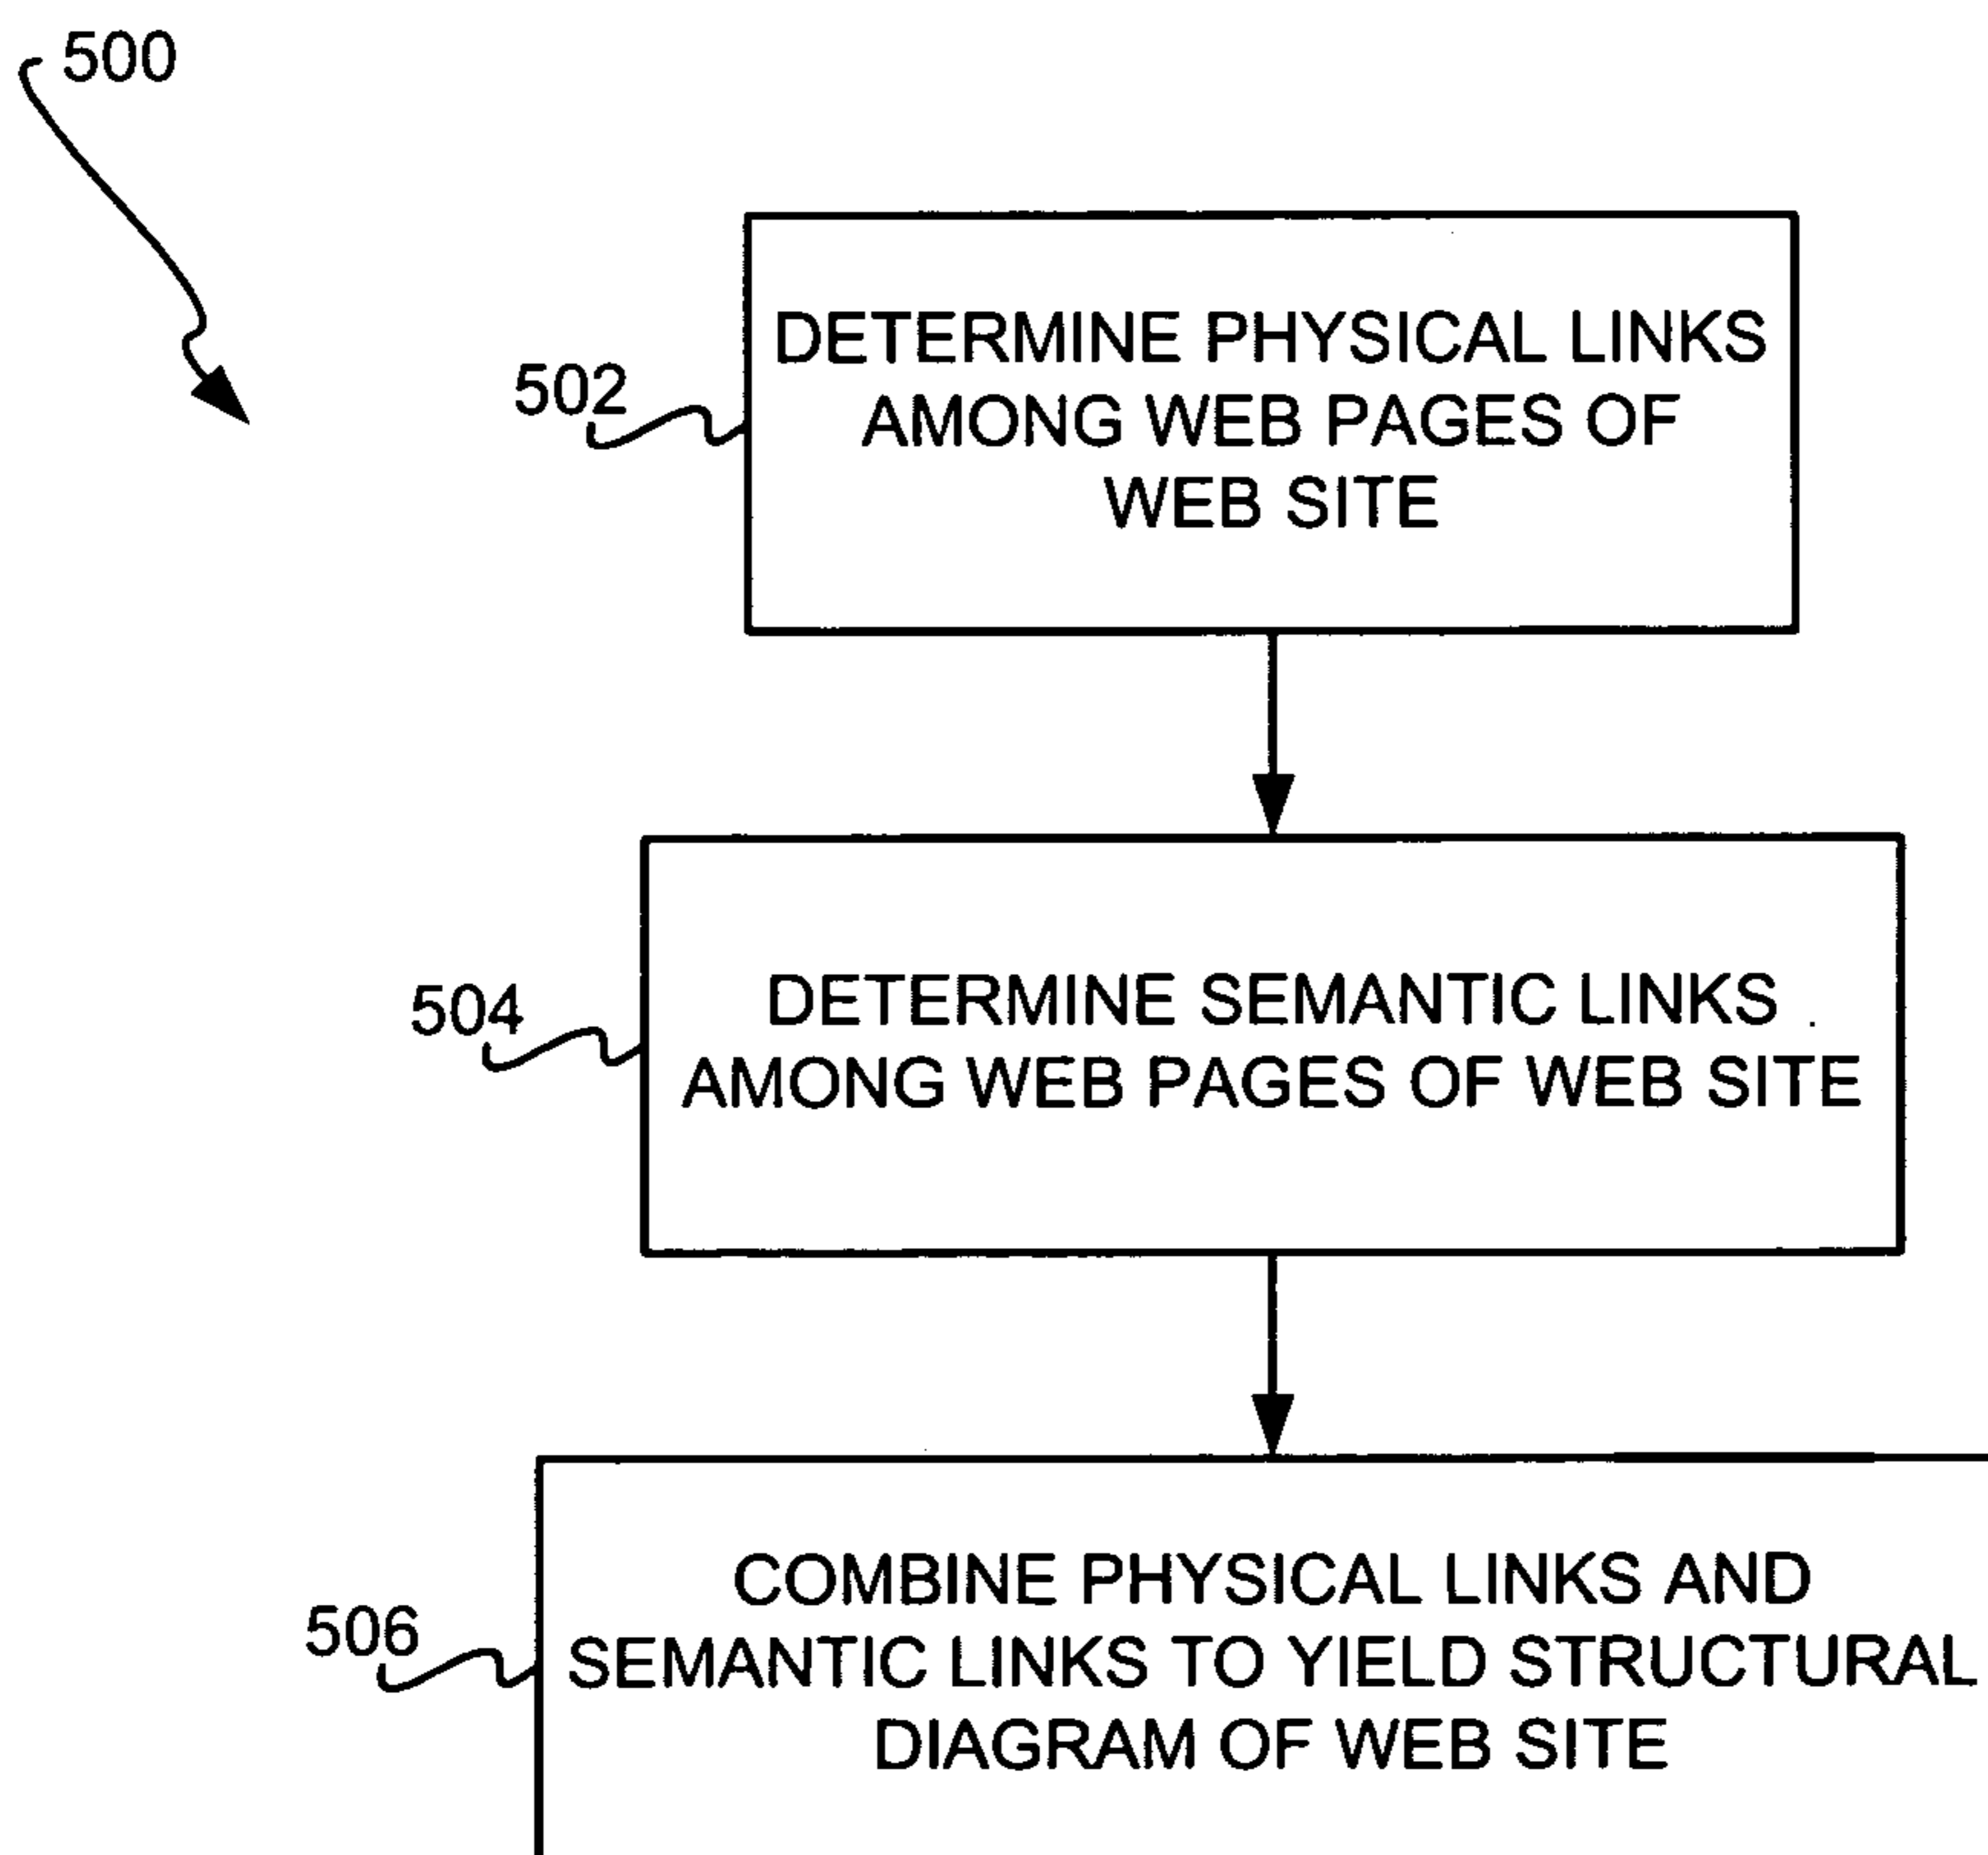 500
502
DETERMINE PHYSICAL LINKS
AMONG WEB PAGES OF
WEB SITE
504
DETERMINE SEMANTIC LINKS
AMONG WEB PAGES OF WEB SITE
506
COMBINE PHYSICAL LINKS AND
SEMANTIC LINKS TO YIELD STRUCTURAL
DIAGRAM OF WEB SITE